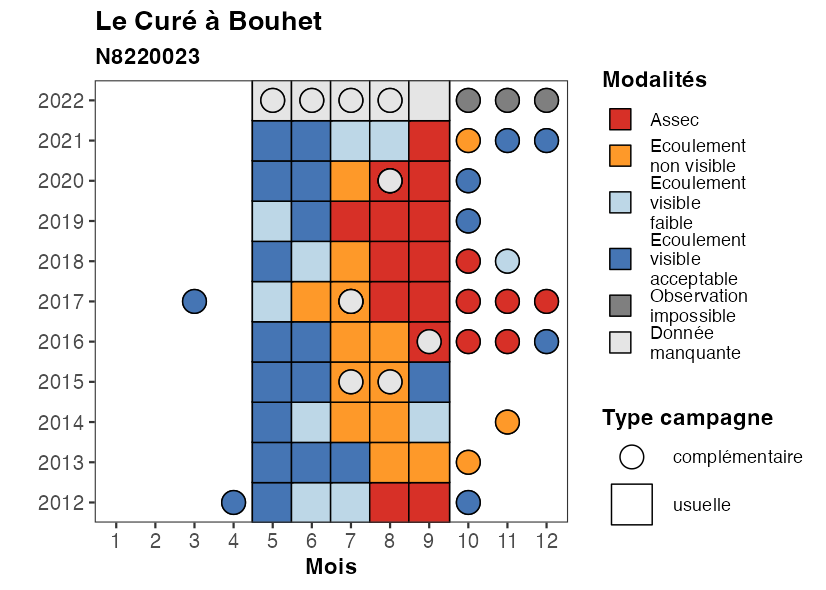 Le Curé à Bouhet
N8220023
2022
2021
2020
2019
2018
2017
2016
2015
2014
2013
2012
1 2 3 4 5 6 7 8 9 10 11 12
Mois
Modalités
Assec
Ecoulement
non visible
Ecoulement
visible
faible
Ecoulement
visible
acceptable
Observation
impossible
Donnée
manquante
Type campagne
complémentaire
usuelle